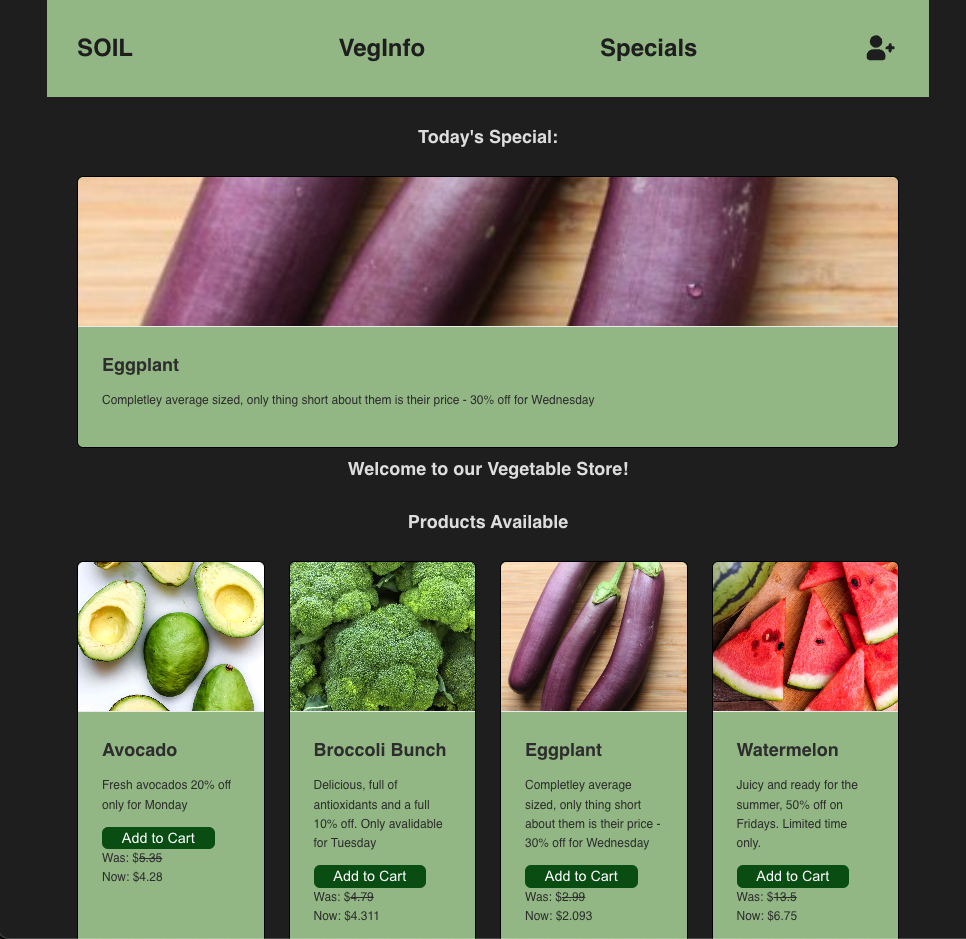 SOIL
VegInfo
Specials
Today's Special:
Eggplant
Completley average sized, only thing short about them is their price - 30% off for Wednesday
Welcome to our Vegetable Store!
Products Available
Avocado
Fresh avocados 20% off
only for Monday
Add to Cart
Was: $5.35
Now: $4.28
Broccoli Bunch
Delicious, full of
antioxidants and a full
10% off. Only avalidable
for Tuesday
Add to Cart
Was: $4.79
Now: $4.311
Eggplant
Completley average
sized, only thing short
about them is their price -
30% off for Wednesday
Add to Cart
Was: $2.99
Now: $2.093
Watermelon
Juicy and ready for the
summer, 50% off on
Fridays. Limited time
only.
Add to Cart
Was: $13.5
Now: $6.75